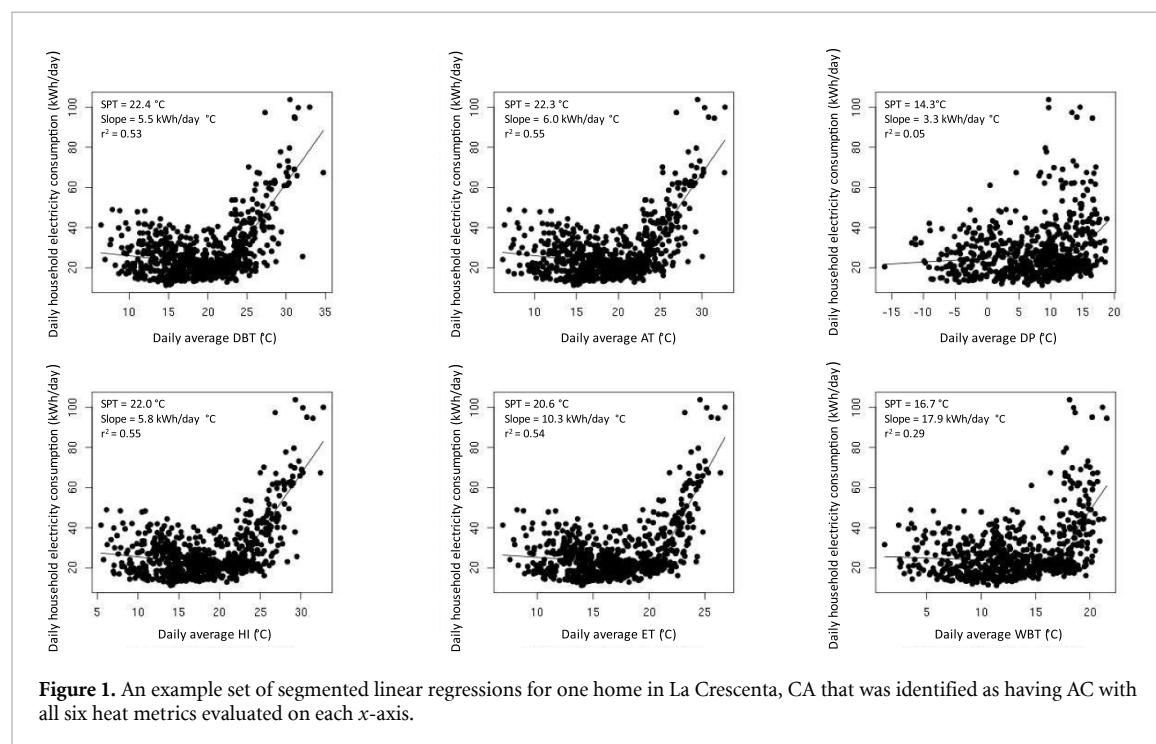 Daily household electricity consumption (kWh/day)
SPT = 22.4 °C
Slope = 5.5 kWh/day °C
r² = 0.53
100
80
60
40
20
10 15 20 25 30 35
Daily average DBT (°C)
Daily household electricity consumption (kWh/day)
SPT = 22.3 °C
Slope = 6.0 kWh/day °C
r² = 0.55
100
80
60
40
20
10 15 20 25 30
Daily average AT (°C)
Daily household electricity consumption (kWh/day)
SPT = 14.3°C
Slope = 3.3 kWh/day °C
r² = 0.05
100
80
60
40
20
-15 -10 -5 0 5 10 15 20
Daily average DP (°C)
Daily household electricity consumption (kWh/day)
SPT = 22.0 °C
Slope = 5.8 kWh/day °C
r² = 0.55
100
80
60
40
20
5 10 15 20 25 30
Daily average HI (°C)
Daily household electricity consumption (kWh/day)
SPT = 20.6 °C
Slope = 10.3 kWh/day °C
r² = 0.54
100
80
60
40
20
10 15 20 25
Daily average ET (°C)
Daily household electricity consumption (kWh/day)
SPT = 16.7 °C
Slope = 17.9 kWh/day °C
r² = 0.29
100
80
60
40
20
5 10 15 20
Daily average WBT (°C)
Figure 1. An example set of segmented linear regressions for one home in La Crescenta, CA that was identified as having AC with
all six heat metrics evaluated on each x-axis.